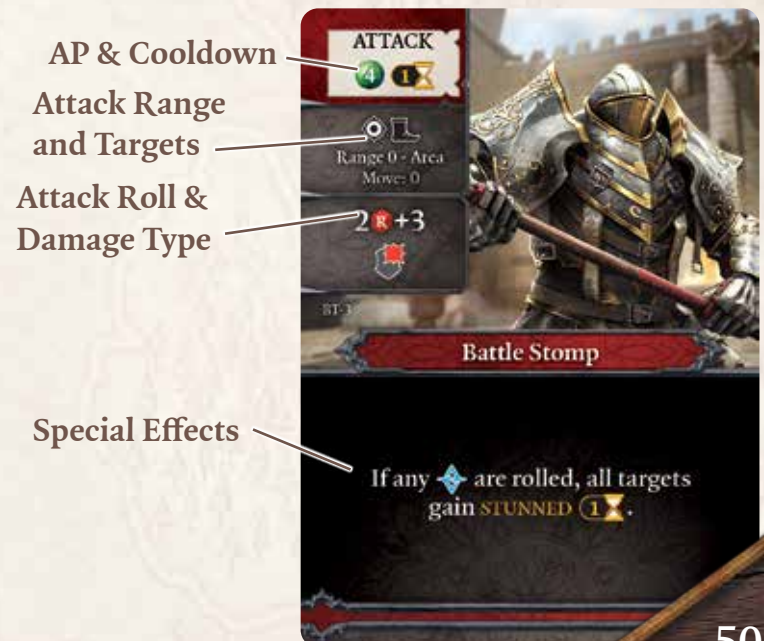 AP & Cooldown
Attack Range
and Targets
Attack Roll &
Damage Type
Special Effects
ATTACK
4 1
Range 0 - Area
Move: 0
2 R +3
Battle Stomp
If any are rolled, all targets
gain STUNNED 1 .
50